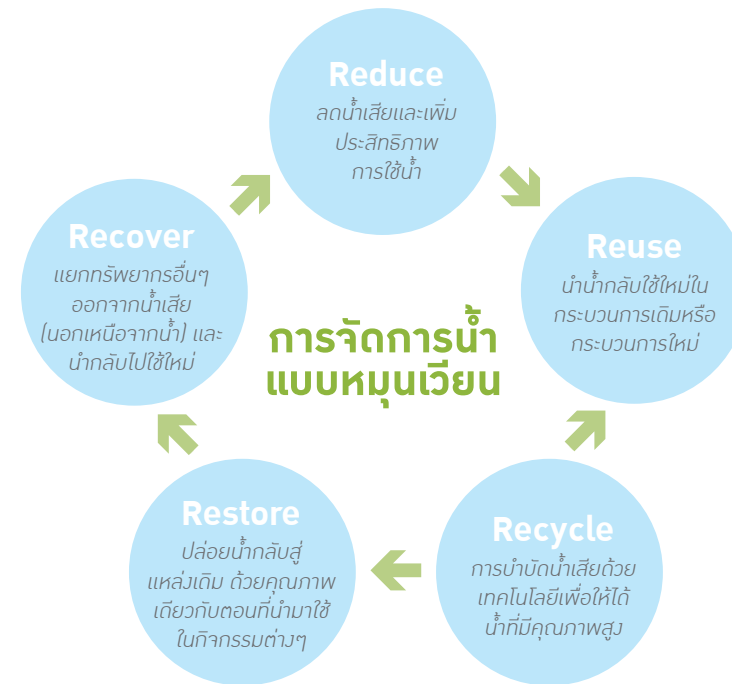 Reduce
ลดน้ำเสียและเพิ่ม
ประสิทธิภาพ
การใช้น้ำ
Reuse
นำน้ำกลับใช้ใหม่ใน
กระบวนการเดิมหรือ
กระบวนการใหม่
Recycle
การบำบัดน้ำเสียด้วย
เทคโนโลยีเพื่อให้ได้
น้ำที่มีคุณภาพสูง
Restore
ปล่อยน้ำกลับสู่
แหล่งเดิม ด้วยคุณภาพ
เดียวกับตอนที่นำมาใช้
ในกิจกรรมต่างๆ
Recover
แยกทรัพยากรอื่นๆ
ออกจากน้ำเสีย
(นอกเหนือจากน้ำ) และ
นำกลับไปใช้ใหม่
การจัดการน้ำ
แบบหมุนเวียน